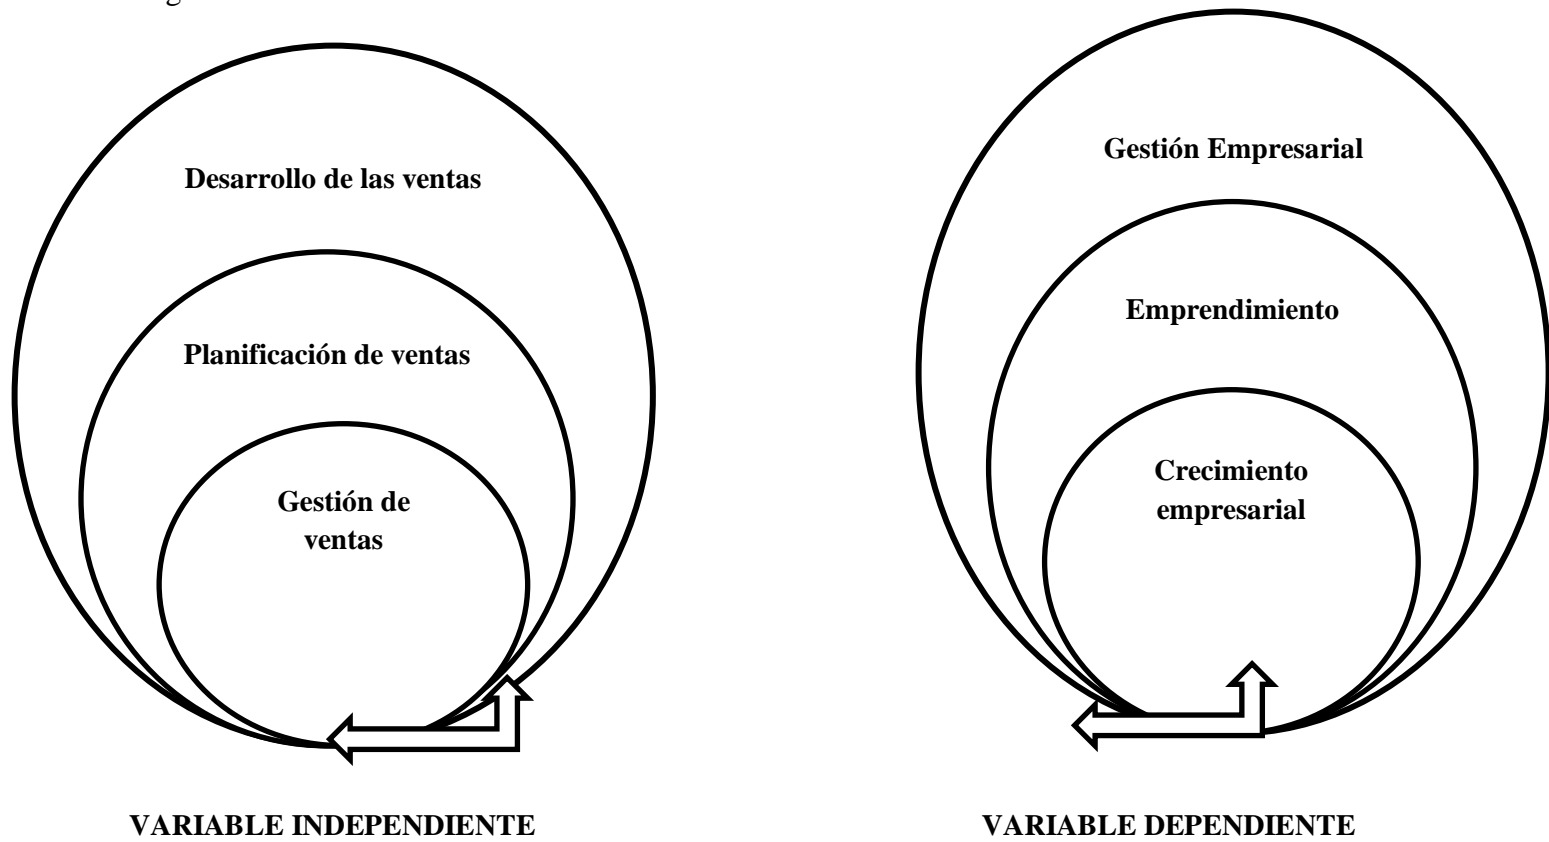 Desarrollo de las ventas
Planificación de ventas
Gestión de
ventas
VARIABLE INDEPENDIENTE
Gestión Empresarial
Emprendimiento
Crecimiento
empresarial
VARIABLE DEPENDIENTE